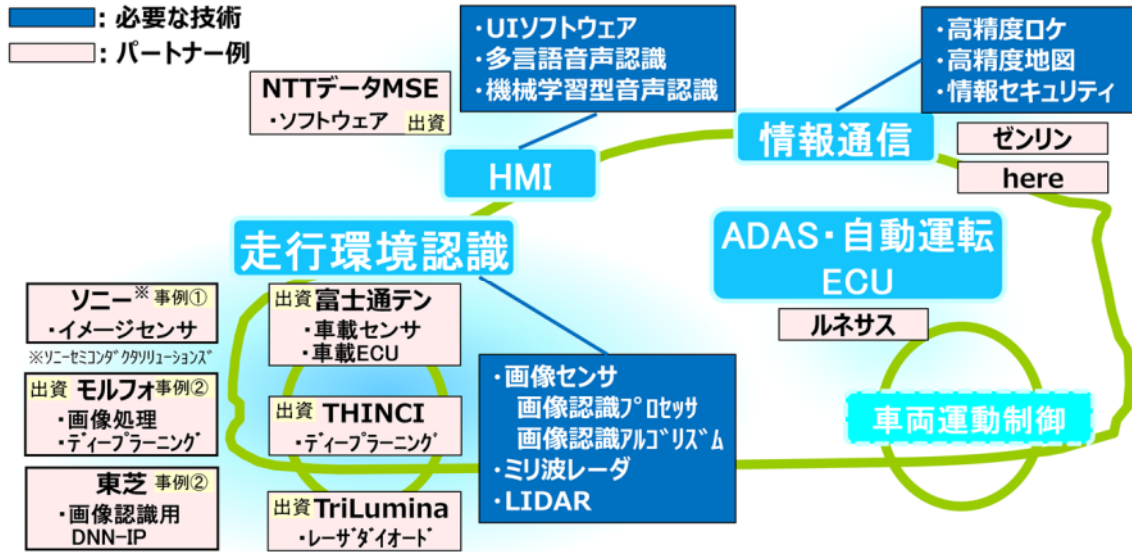 ：必要な技術
：パートナー例
NTTデータMSE
・ソフトウェア 出資
・UIソフトウェア
・多言語音声認識
・機械学習型音声認識
・高精度ロケ
・高精度地図
・情報セキュリティ
HMI
情報通信
ゼンリン
here
走行環境認識
ADAS・自動運転
ECU
ルネサス
車両運動制御
ソニー※ 事例①
・イメージセンサ
※ソニーセミコンダクタソリューションズ
出資 モルフォ 事例②
・画像処理
・ディープラーニング
東芝 事例②
・画像認識用
DNN-IP
出資 富士通テン
・車載センサ
・車載ECU
出資 THINCI
・ディープラーニング
出資 TriLumina
・レーザダイオード
・画像センサ
画像認識プロセッサ
画像認識アルゴリズム
・ミリ波レーダ
・LIDAR